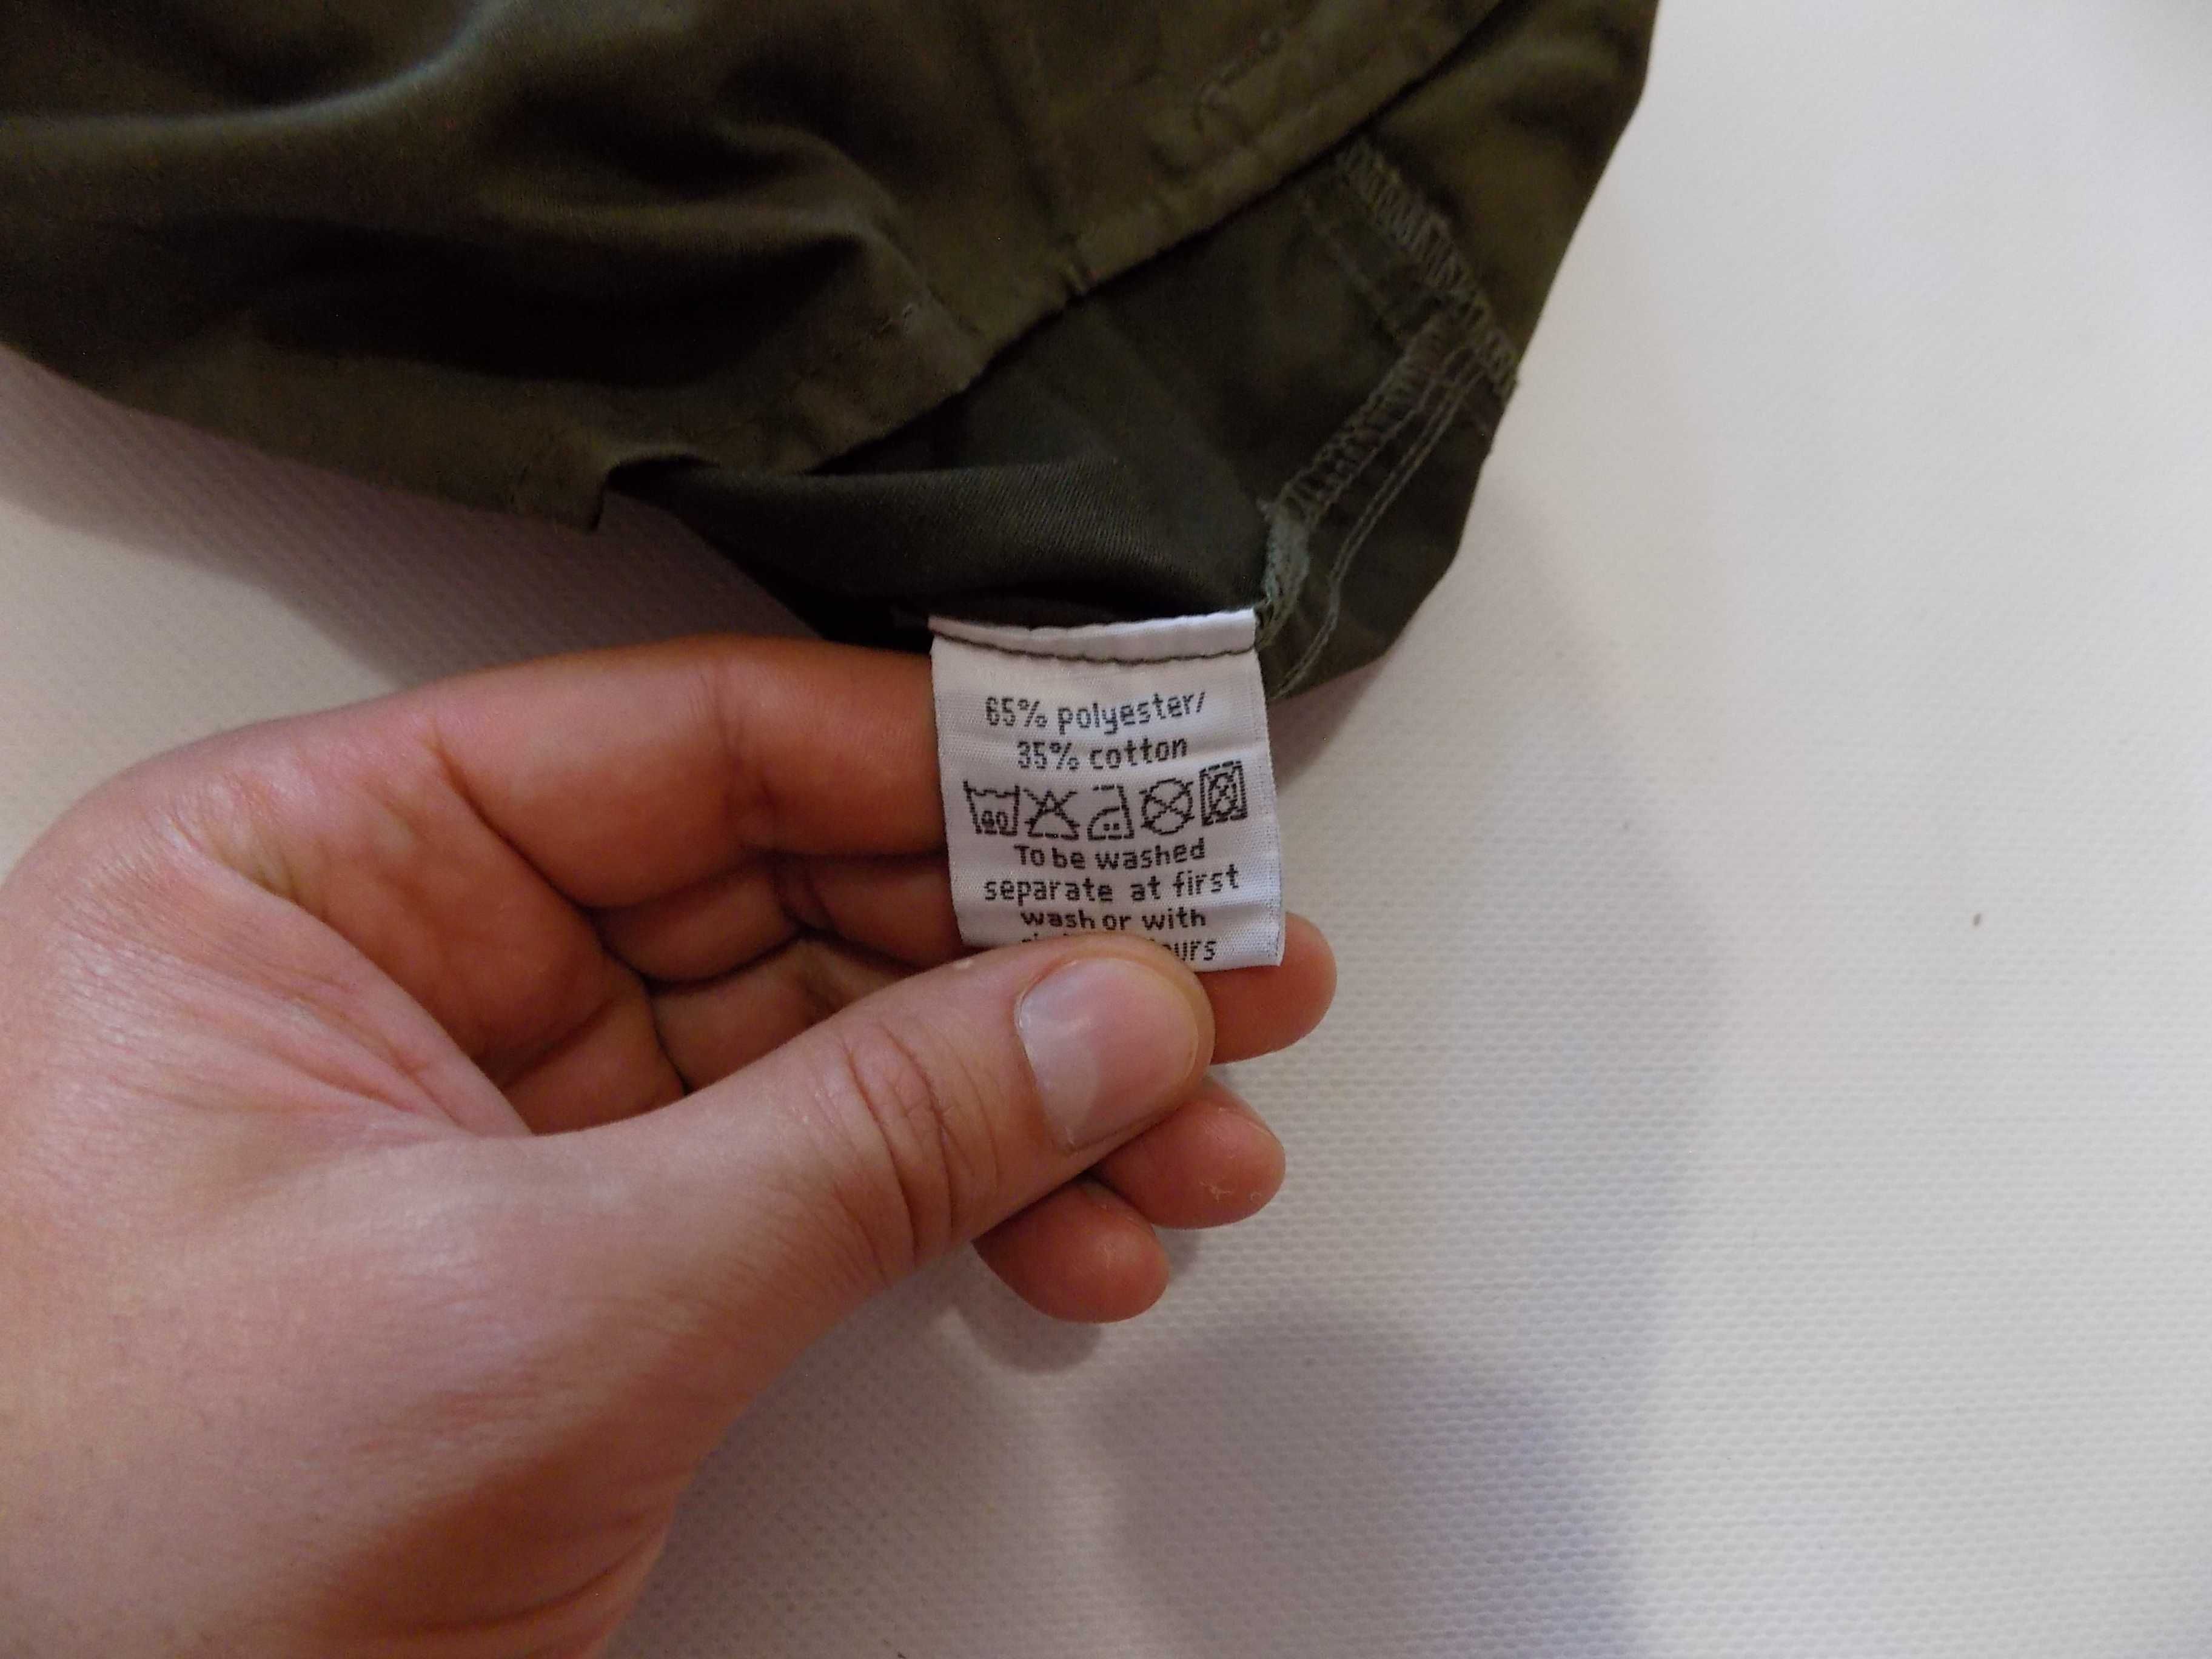 65% polyester/
35% cotton
To be washed
separate at first
wash or with